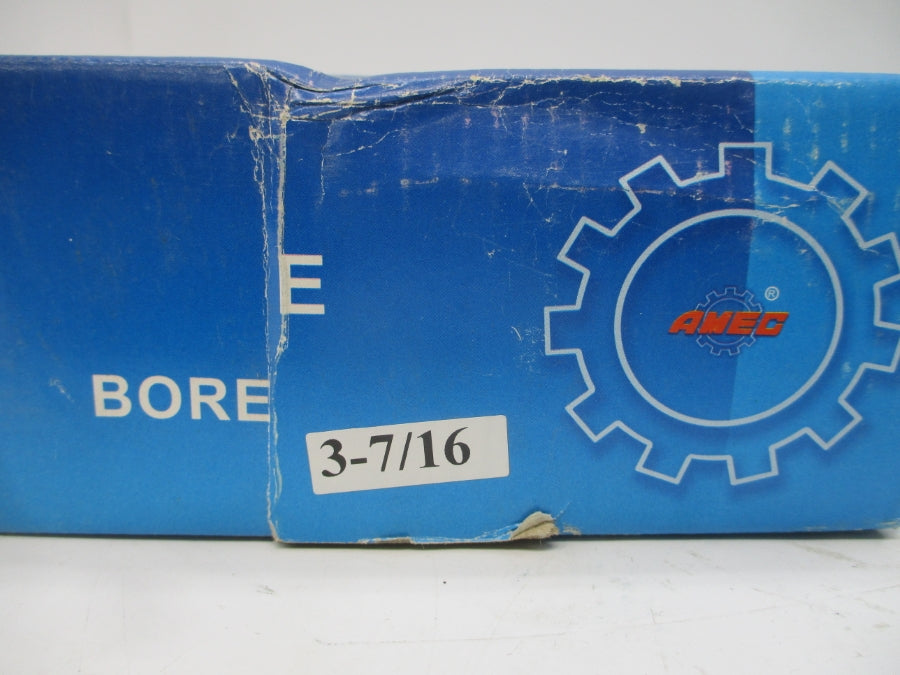 E
BORE
3-7/16
AMEC ®